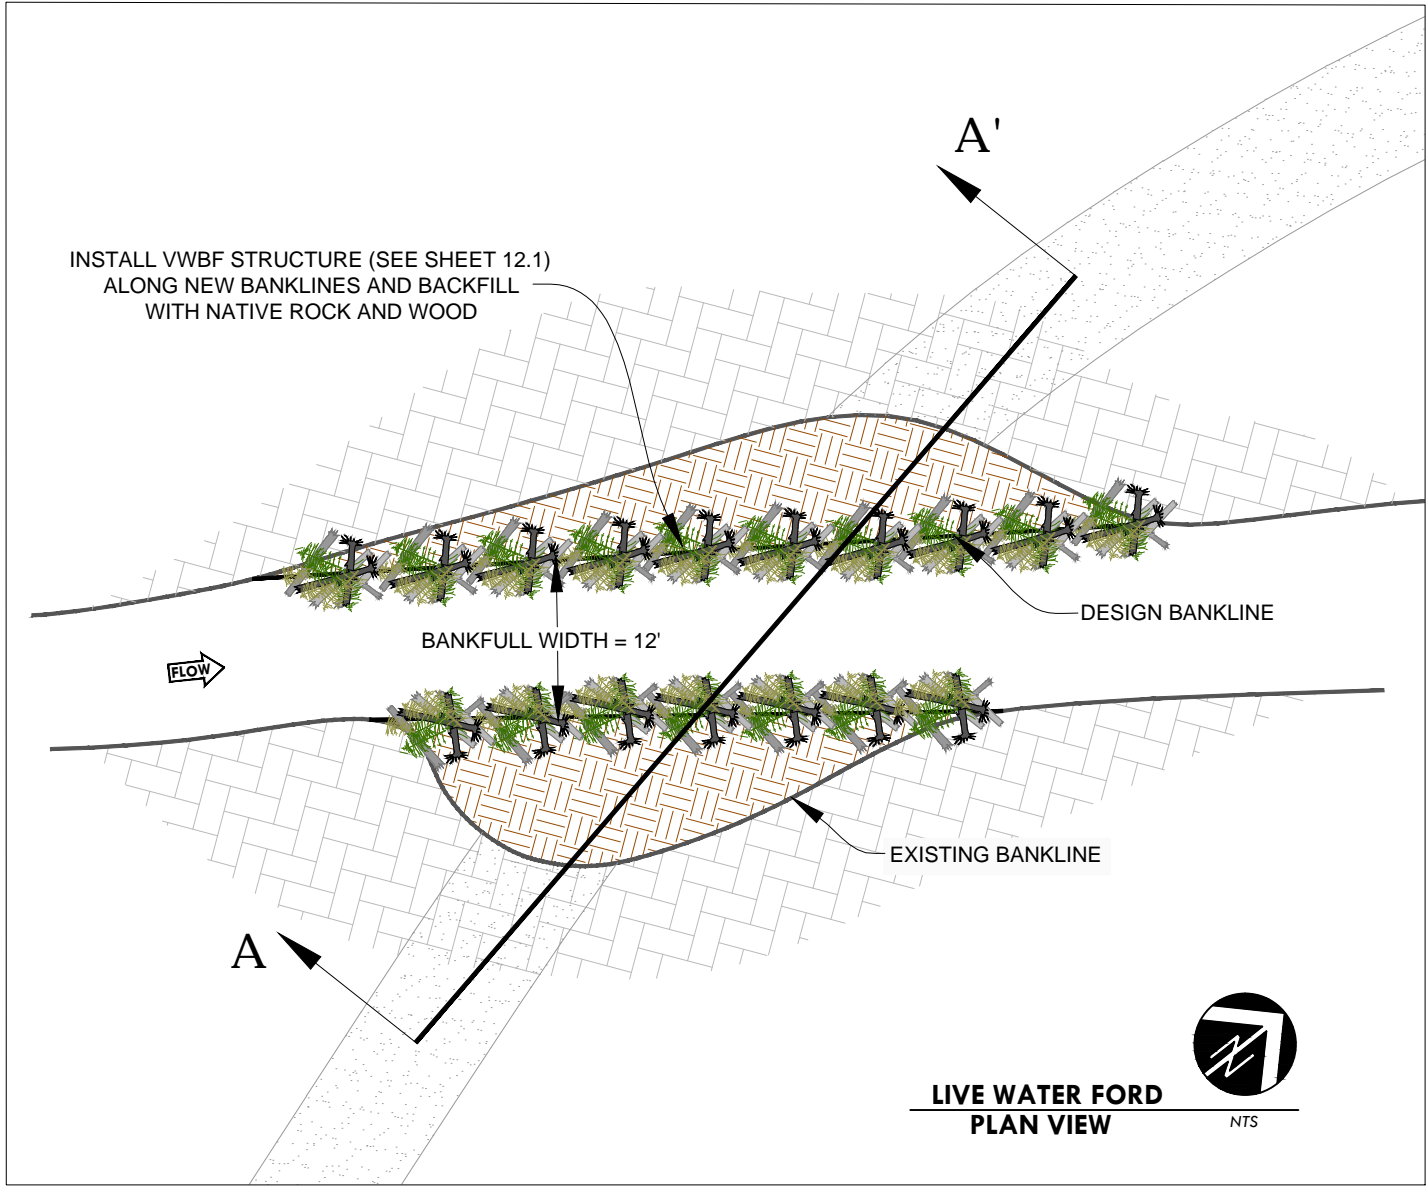 A'
INSTALL VWBF STRUCTURE (SEE SHEET 12.1)
ALONG NEW BANKLINES AND BACKFILL
WITH NATIVE ROCK AND WOOD
DESIGN BANKLINE
BANKFULL WIDTH = 12'
FLOW
EXISTING BANKLINE
A
N
LIVE WATER FORD
PLAN VIEW
NTS